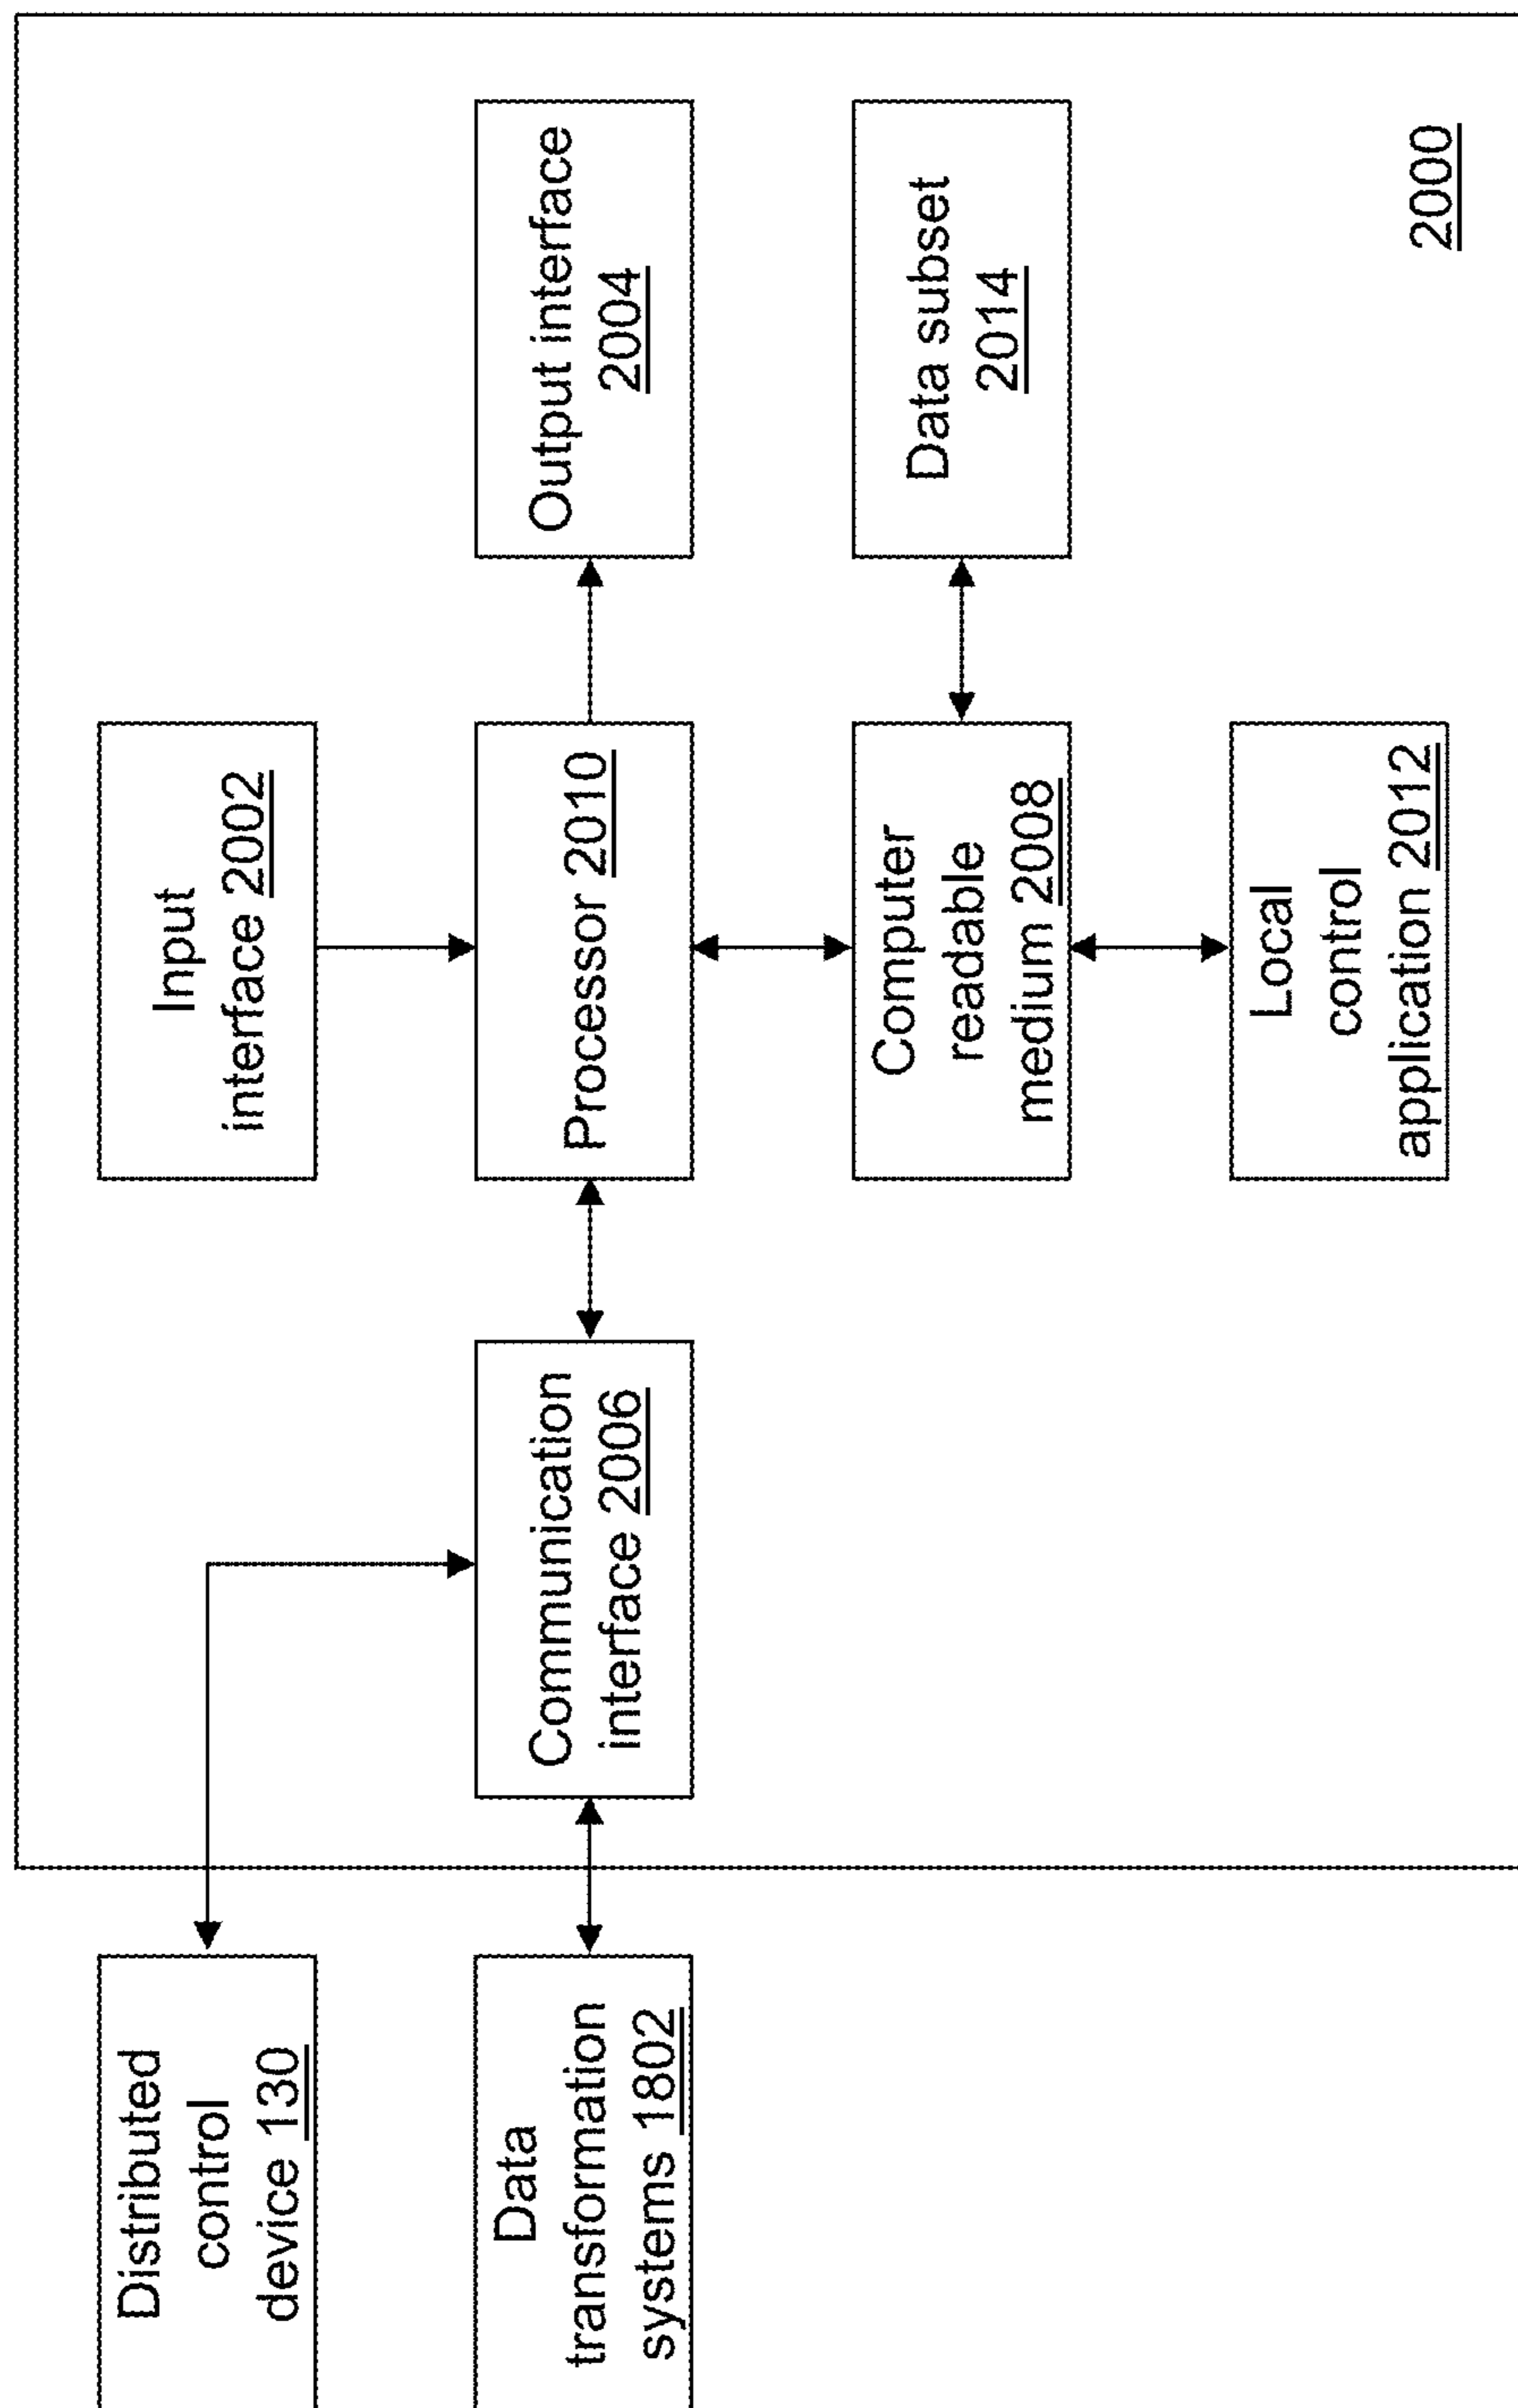 Distributed
control
device 130
Data
transformation
systems 1802
Communication
interface 2006
Input
interface 2002
Processor 2010
Computer
readable
medium 2008
Local
control
application 2012
Output interface
2004
Data subset
2014
2000